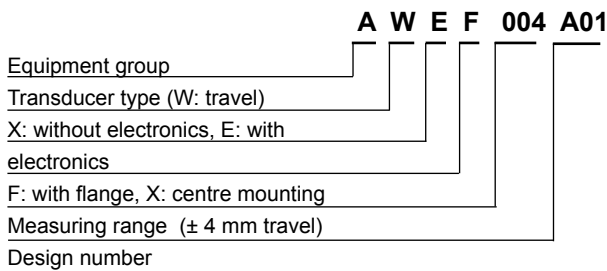 A W E F 004 A01
Equipment group
Transducer type (W: travel)
X: without electronics, E: with
electronics
F: with flange, X: centre mounting
Measuring range (± 4 mm travel)
Design number